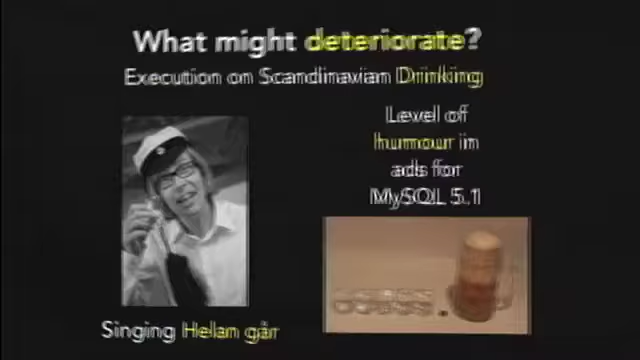 What might deteriorate?
Execution on Scandinavian Drinking
Level of
humour in
ads for
MySQL 5.1
Singing Helan går